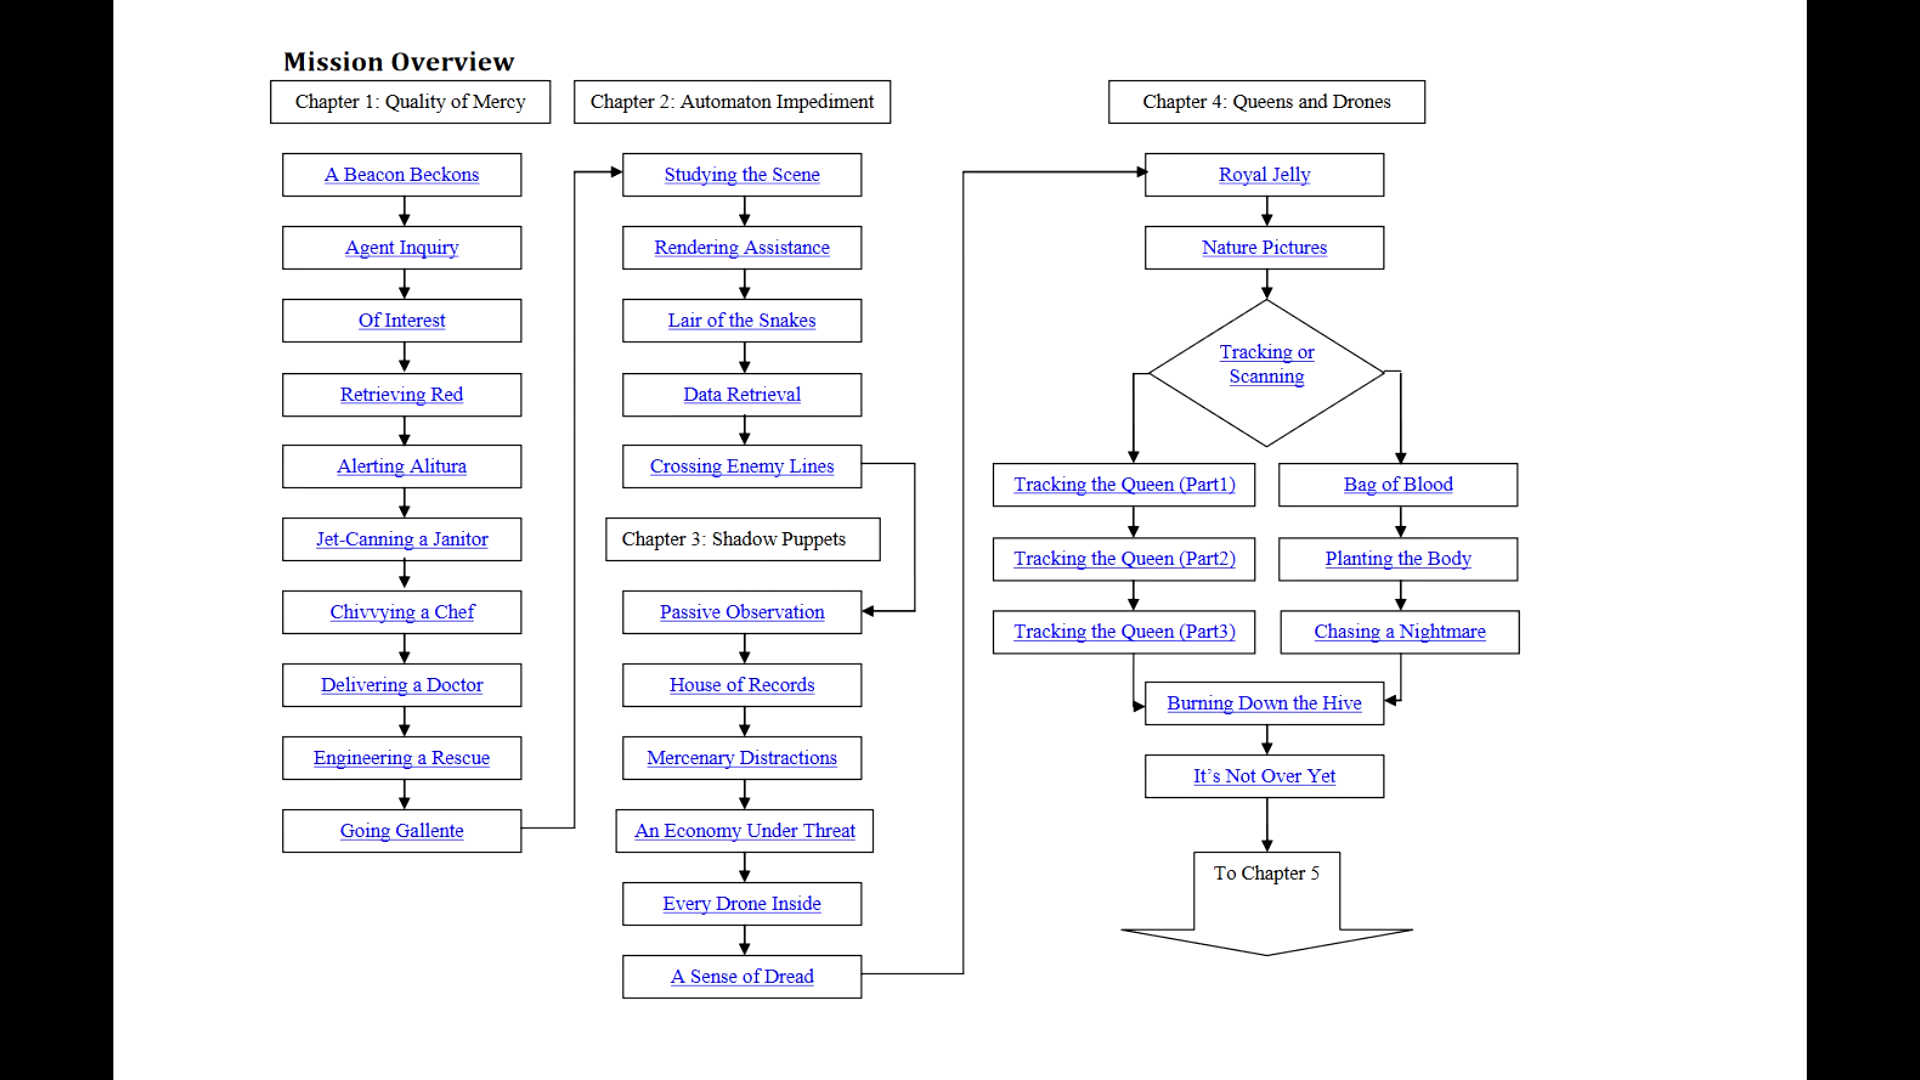 Mission Overview
Chapter 1: Quality of Mercy
A Beacon Beckons
Agent Inquiry
Of Interest
Retrieving Red
Alerting Alitura
Jet-Canning a Janitor
Chivvying a Chef
Delivering a Doctor
Engineering a Rescue
Going Gallente
Chapter 2: Automaton Impediment
Studying the Scene
Rendering Assistance
Lair of the Snakes
Data Retrieval
Crossing Enemy Lines
Chapter 3: Shadow Puppets
Passive Observation
House of Records
Mercenary Distractions
An Economy Under Threat
Every Drone Inside
A Sense of Dread
Chapter 4: Queens and Drones
Royal Jelly
Nature Pictures
Tracking or
Scanning
Tracking the Queen (Part1)
Tracking the Queen (Part2)
Tracking the Queen (Part3)
Bag of Blood
Planting the Body
Chasing a Nightmare
Burning Down the Hive
It’s Not Over Yet
To Chapter 5